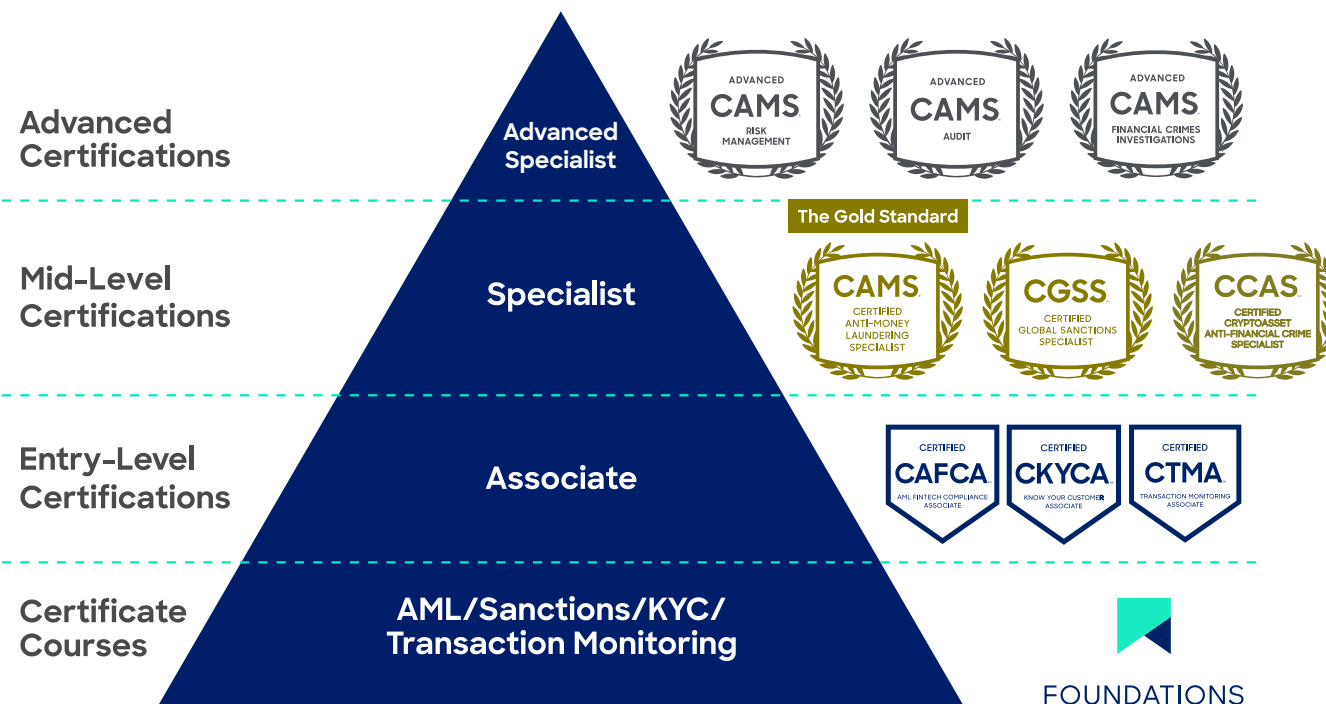 Advanced
Certifications
Advanced
Specialist
ADVANCED
CAMS
RISK
MANAGEMENT
ADVANCED
CAMS
AUDIT
ADVANCED
CAMS
FINANCIAL CRIMES
INVESTIGATIONS
Mid-Level
Certifications
Specialist
The Gold Standard
CAMS
CERTIFIED
ANTI-MONEY
LAUNDERING
SPECIALIST
CGSS
CERTIFIED
GLOBAL SANCTIONS
SPECIALIST
CCAS
CERTIFIED
CRYPTOASSET
ANTI-FINANCIAL CRIME
SPECIALIST
Entry-Level
Certifications
Associate
CERTIFIED
CAFCA
AML FINTECH COMPLIANCE
ASSOCIATE
CERTIFIED
CKYCA
KNOW YOUR CUSTOMER
ASSOCIATE
CERTIFIED
CTMA
TRANSACTION MONITORING
ASSOCIATE
Certificate
Courses
AML/Sanctions/KYC/
Transaction Monitoring
FOUNDATIONS